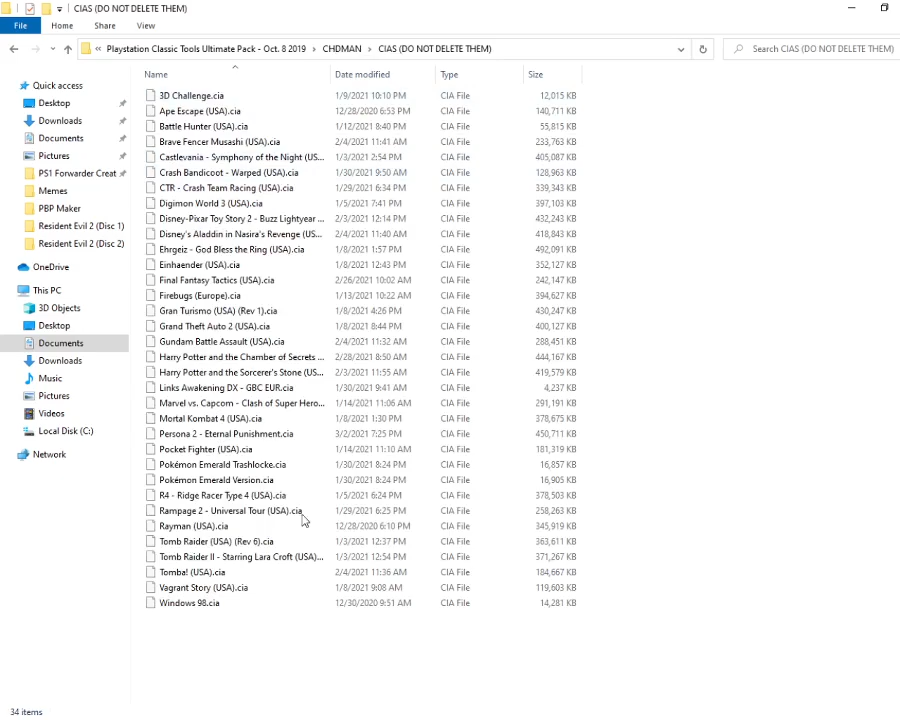 CIAS (DO NOT DELETE THEM)
File Home Share View
« Playstation Classic Tools Ultimate Pack - Oct. 8 2019 › CHDMAN › CIAS (DO NOT DELETE THEM) Search CIAS (DO NOT DELETE THEM)
Name Date modified Type Size
Quick access
Desktop
Downloads
Documents
Pictures
PS1 Forwarder Creat
Memes
PBP Maker
Resident Evil 2 (Disc 1)
Resident Evil 2 (Disc 2)
OneDrive
This PC
3D Objects
Desktop
Documents
Downloads
Music
Pictures
Videos
Local Disk (C:)
Network
3D Challenge.cia 1/9/2021 10:10 PM CIA File 12,015 KB
Ape Escape (USA).cia 12/28/2020 6:53 PM CIA File 140,711 KB
Battle Hunter (USA).cia 1/12/2021 8:40 PM CIA File 55,815 KB
Brave Fencer Musashi (USA).cia 2/4/2021 11:41 AM CIA File 233,763 KB
Castlevania - Symphony of the Night (US... 1/3/2021 2:54 PM CIA File 405,087 KB
Crash Bandicoot - Warped (USA).cia 1/30/2021 9:50 AM CIA File 128,963 KB
CTR - Crash Team Racing (USA).cia 1/29/2021 6:34 PM CIA File 339,343 KB
Digimon World 3 (USA).cia 1/5/2021 7:41 PM CIA File 397,103 KB
Disney-Pixar Toy Story 2 - Buzz Lightyear ... 2/3/2021 12:14 PM CIA File 432,243 KB
Disney's Aladdin in Nasira's Revenge (US... 2/4/2021 11:40 AM CIA File 418,843 KB
Ehrgeiz - God Bless the Ring (USA).cia 1/8/2021 1:57 PM CIA File 492,091 KB
Einhaender (USA).cia 1/8/2021 12:43 PM CIA File 352,127 KB
Final Fantasy Tactics (USA).cia 2/26/2021 10:02 AM CIA File 242,147 KB
Firebugs (Europe).cia 1/13/2021 10:22 AM CIA File 394,627 KB
Gran Turismo (USA) (Rev 1).cia 1/8/2021 4:26 PM CIA File 430,247 KB
Grand Theft Auto 2 (USA).cia 1/8/2021 8:44 PM CIA File 400,127 KB
Gundam Battle Assault (USA).cia 2/4/2021 11:32 AM CIA File 288,451 KB
Harry Potter and the Chamber of Secrets ... 2/28/2021 8:50 AM CIA File 444,167 KB
Harry Potter and the Sorcerer's Stone (US... 2/3/2021 11:55 AM CIA File 419,579 KB
Links Awakening DX - GBC EUR.cia 1/30/2021 9:41 AM CIA File 4,237 KB
Marvel vs. Capcom - Clash of Super Hero... 1/14/2021 11:06 AM CIA File 291,191 KB
Mortal Kombat 4 (USA).cia 1/8/2021 1:30 PM CIA File 378,675 KB
Persona 2 - Eternal Punishment.cia 3/2/2021 7:25 PM CIA File 450,711 KB
Pocket Fighter (USA).cia 1/14/2021 11:10 AM CIA File 181,319 KB
Pokémon Emerald Trashlocke.cia 1/30/2021 8:24 PM CIA File 16,857 KB
Pokémon Emerald Version.cia 1/30/2021 8:24 PM CIA File 16,905 KB
R4 - Ridge Racer Type 4 (USA).cia 1/5/2021 6:24 PM CIA File 378,503 KB
Rampage 2 - Universal Tour (USA).cia 1/29/2021 6:25 PM CIA File 258,263 KB
Rayman (USA).cia 12/28/2020 6:10 PM CIA File 345,919 KB
Tomb Raider (USA) (Rev 6).cia 1/3/2021 12:37 PM CIA File 363,611 KB
Tomb Raider II - Starring Lara Croft (USA)... 1/3/2021 12:54 PM CIA File 371,267 KB
Tomba! (USA).cia 2/4/2021 11:36 AM CIA File 184,667 KB
Vagrant Story (USA).cia 1/8/2021 9:08 AM CIA File 119,603 KB
Windows 98.cia 12/30/2020 9:51 AM CIA File 14,281 KB
34 items